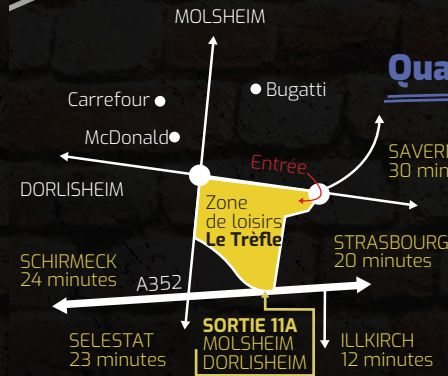 MOLSHEIM
Qua
Bugatti
Carrefour
McDonald
Entrée
SAVER
30 min
DORLISHEIM
Zone
de loisirs
Le Trèfle
STRASBOURG
20 minutes
SCHIRMECK
24 minutes
A352
SORTIE 11A
MOLSHEIM
DORLISHEIM
SELESTAT
23 minutes
ILLKIRCH
12 minutes